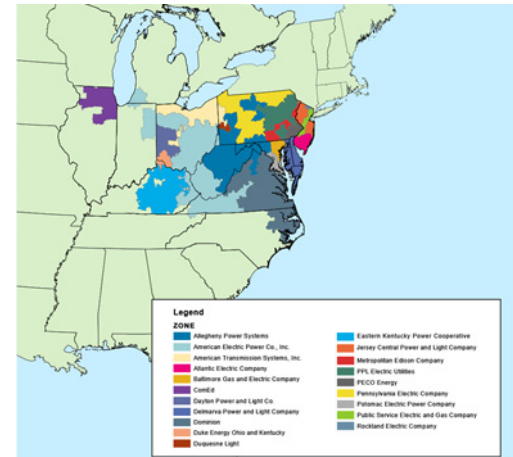 Legend
ZONE
Allegheny Power Systems
American Electric Power Co., Inc.
American Transmission Systems, Inc.
Atlantic Electric Company
Baltimore Gas and Electric Company
ComEd
Dayton Power and Light Co.
Delmarva Power and Light Company
Dominion
Duke Energy Ohio and Kentucky
Duquesne Light
Eastern Kentucky Power Cooperative
Jersey Central Power and Light Company
Metropolitan Edison Company
PPL Electric Utilities
PECO Energy
Pennsylvania Electric Company
Potomac Electric Power Company
Public Service Electric and Gas Company
Rockland Electric Company